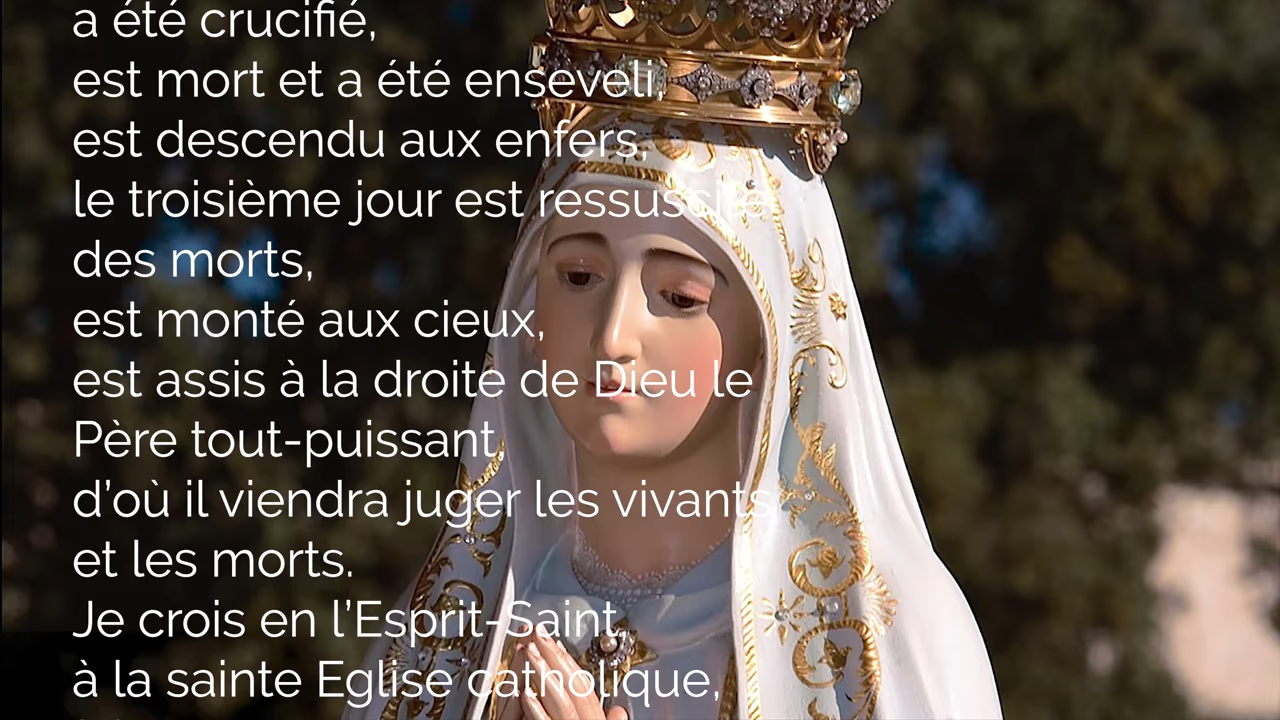 a été crucifié,
est mort et a été enseveli,
est descendu aux enfers,
le troisième jour est ressuscité
des morts,
est monté aux cieux,
est assis à la droite de Dieu le
Père tout-puissant,
d’où il viendra juger les vivants
et les morts.
Je crois en l’Esprit-Saint,
à la sainte Eglise catholique,